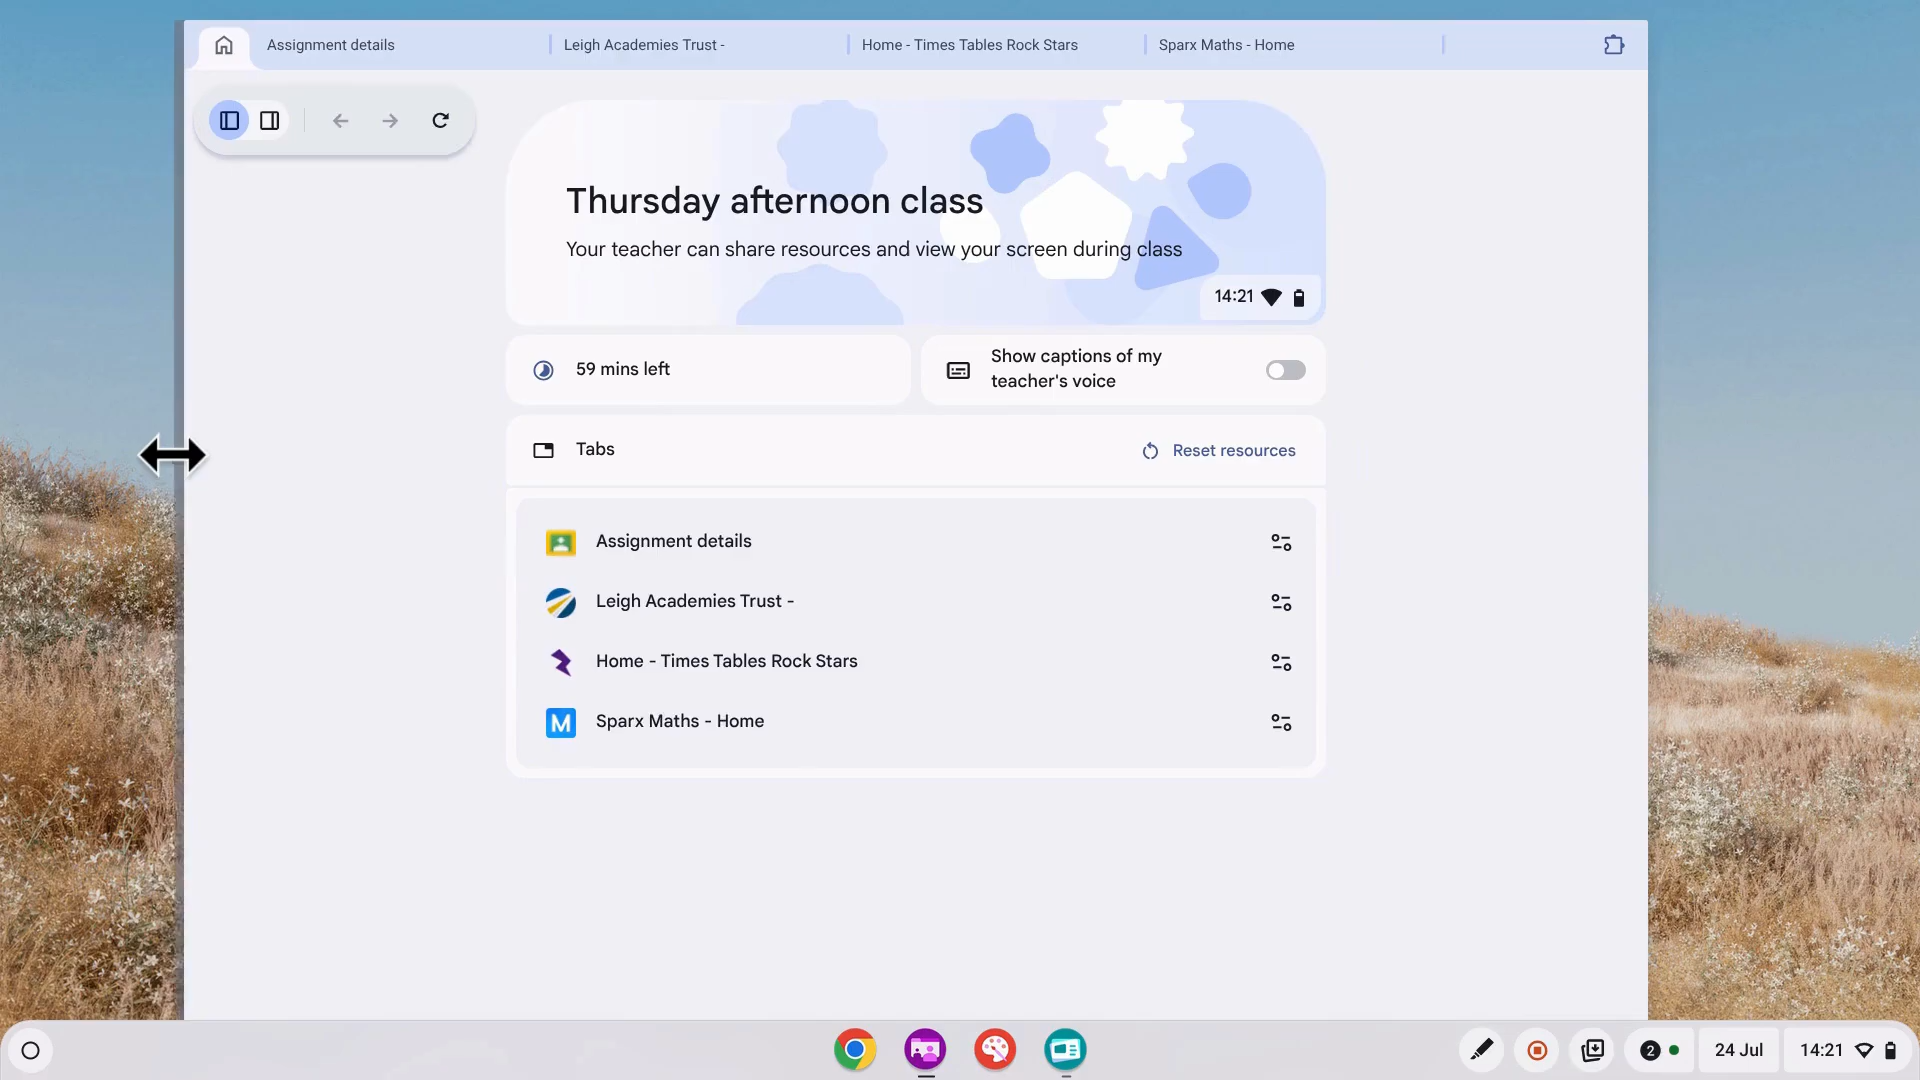 Assignment details
Leigh Academies Trust -
Home - Times Tables Rock Stars
Sparx Maths - Home
Thursday afternoon class
Your teacher can share resources and view your screen during class
14:21
59 mins left
Show captions of my
teacher's voice
Tabs
Reset resources
Assignment details
Leigh Academies Trust -
Home - Times Tables Rock Stars
M
Sparx Maths - Home
2
24 Jul
14:21